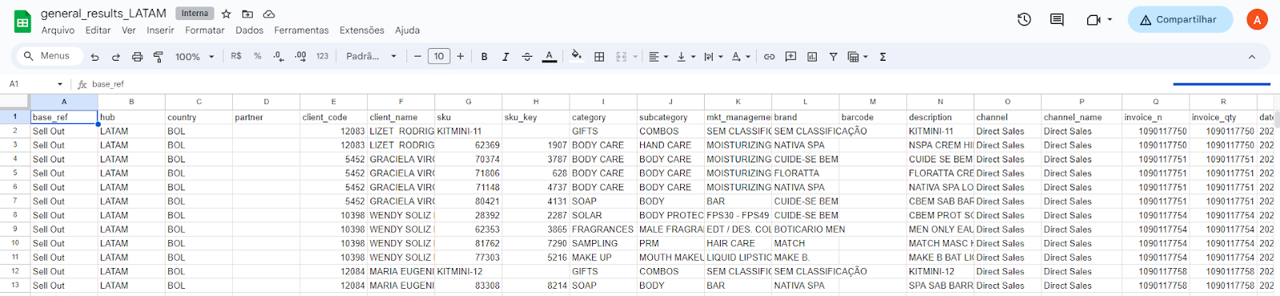 general_results_LATAM Interna
Arquivo Editar Ver Inserir Formatar Dados Ferramentas Extensões Ajuda
Compartilhar
A
Menus 100% R$ % .0 .00 123 Padrã... 10 B I A
A1 fx base_ref
A B C D E F G H I J K L M N O P Q R
1 base_ref hub country partner client_code client_name sku sku_key category subcategory mkt_managem brand barcode description channel channel_name invoice_n invoice_qty date
2 Sell Out LATAM BOL 12083 LIZET RODRIG KITMINI-11 GIFTS COMBOS SEM CLASSIFIC SEM CLASSIFICAÇÃO KITMINI-11 Direct Sales Direct Sales 1090117750 1090117750 202
3 Sell Out LATAM BOL 12083 LIZET RODRIG 62369 1907 BODY CARE HAND CARE MOISTURIZING NATIVA SPA NSPA CREM HI Direct Sales Direct Sales 1090117750 1090117750 202
4 Sell Out LATAM BOL 5452 GRACIELA VIRG 70374 3787 BODY CARE BODY CARE MOISTURIZING CUIDE-SE BEM CUIDE SE BEM Direct Sales Direct Sales 1090117751 1090117751 202
5 Sell Out LATAM BOL 5452 GRACIELA VIRG 71806 628 BODY CARE BODY CARE MOISTURIZING FLORATTA FLORATTA CRE Direct Sales Direct Sales 1090117751 1090117751 202
6 Sell Out LATAM BOL 5452 GRACIELA VIRG 71148 4737 BODY CARE BODY CARE MOISTURIZING NATIVA SPA NATIVA SPA LO Direct Sales Direct Sales 1090117751 1090117751 202
7 Sell Out LATAM BOL 5452 GRACIELA VIRG 80421 4131 SOAP BODY BAR CUIDE-SE BEM CBEM SAB BAR Direct Sales Direct Sales 1090117751 1090117751 202
8 Sell Out LATAM BOL 10398 WENDY SOLIZ 28392 2287 SOLAR BODY PROTEC FPS30 - FPS49 CUIDE-SE BEM CBEM PROT SO Direct Sales Direct Sales 1090117754 1090117754 202
9 Sell Out LATAM BOL 10398 WENDY SOLIZ 62353 3865 FRAGRANCES MALE FRAGRA EDT / DES. COL BOTICARIO MEN MEN ONLY EAU Direct Sales Direct Sales 1090117754 1090117754 202
10 Sell Out LATAM BOL 10398 WENDY SOLIZ 81762 7290 SAMPLING PRM HAIR CARE MATCH MATCH MASC H Direct Sales Direct Sales 1090117754 1090117754 202
11 Sell Out LATAM BOL 10398 WENDY SOLIZ 77303 5216 MAKE UP MOUTH MAKEU LIQUID LIPSTIC MAKE B. MAKE B BAT LIC Direct Sales Direct Sales 1090117754 1090117754 202
12 Sell Out LATAM BOL 12084 MARIA EUGENI KITMINI-12 GIFTS COMBOS SEM CLASSIFIC SEM CLASSIFICAÇÃO KITMINI-12 Direct Sales Direct Sales 1090117758 1090117758 202
13 Sell Out LATAM BOL 12084 MARIA EUGENI 83308 8214 SOAP BODY BAR NATIVA SPA SPA SAB BARR Direct Sales Direct Sales 1090117758 1090117758 202